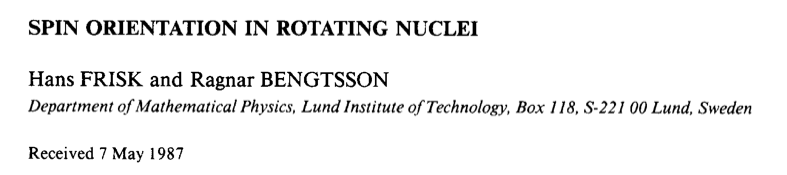 SPIN ORIENTATION IN ROTATING NUCLEI
Hans FRISK and Ragnar BENGTSSON
Department of Mathematical Physics, Lund Institute of Technology, Box 118, S-221 00 Lund, Sweden
Received 7 May 1987